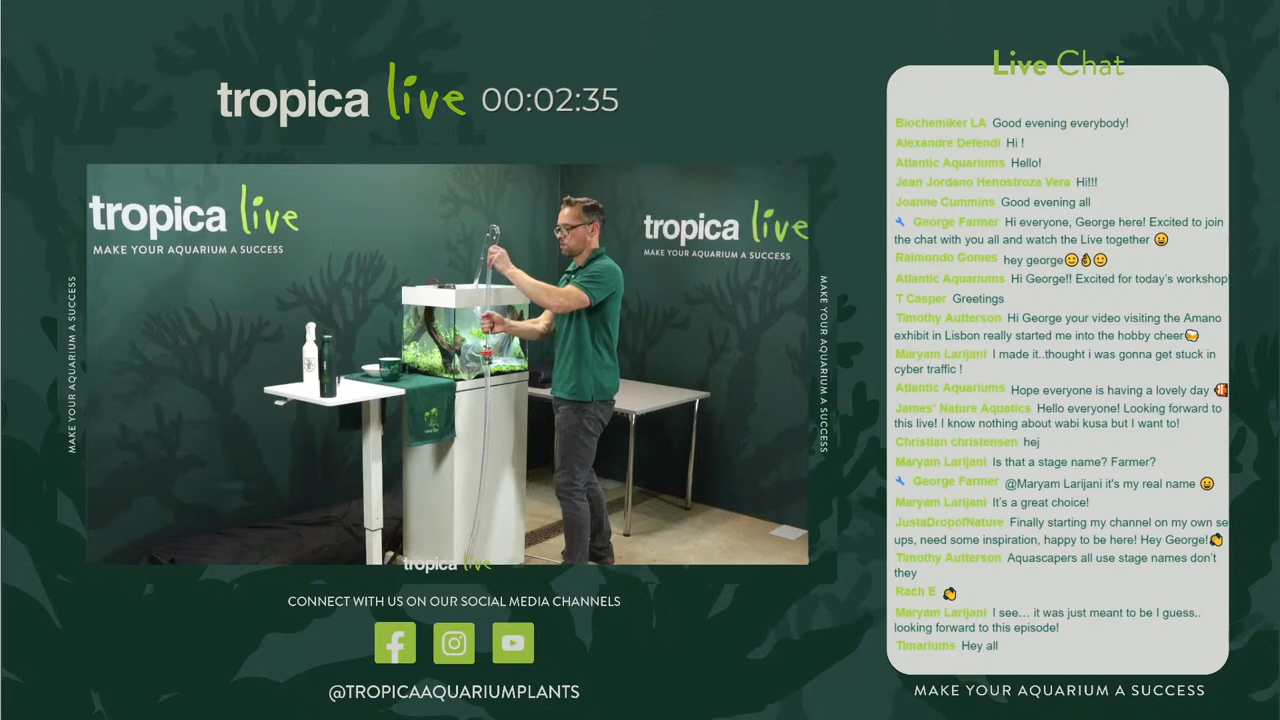 tropica live 00:02:35
tropica live
MAKE YOUR AQUARIUM A SUCCESS
tropica live
MAKE YOUR AQUARIUM A SUCCESS
MAKE YOUR AQUARIUM A SUCCESS
MAKE YOUR AQUARIUM A SUCCESS
tropica live
CONNECT WITH US ON OUR SOCIAL MEDIA CHANNELS
@TROPICAAQUARIUMPLANTS
Live Chat
Biochemiker LA Good evening everybody!
Alexandre Defendi Hi !
Atlantic Aquariums Hello!
Jean Jordano Henostroza Vera Hi!!!
Joanne Cummins Good evening all
George Farmer Hi everyone, George here! Excited to join
the chat with you all and watch the Live together 😀
Raimondo Gomes hey george🙂👌🙂
Atlantic Aquariums Hi George!! Excited for today's workshop
T Casper Greetings
Timothy Autterson Hi George your video visiting the Amano
exhibit in Lisbon really started me into the hobby cheer🍻
Maryam Larijani I made it..thought i was gonna get stuck in
cyber traffic !
Atlantic Aquariums Hope everyone is having a lovely day 🐠
James' Nature Aquatics Hello everyone! Looking forward to
this live! I know nothing about wabi kusa but I want to!
Christian christensen hej
Maryam Larijani Is that a stage name? Farmer?
George Farmer @Maryam Larijani it's my real name 😀
Maryam Larijani It's a great choice!
JustaDropofNature Finally starting my channel on my own se
ups, need some inspiration, happy to be here! Hey George!👏
Timothy Autterson Aquascapers all use stage names don't
they
Rach E 👏
Maryam Larijani I see... it was just meant to be I guess..
looking forward to this episode!
Timariums Hey all
MAKE YOUR AQUARIUM A SUCCESS